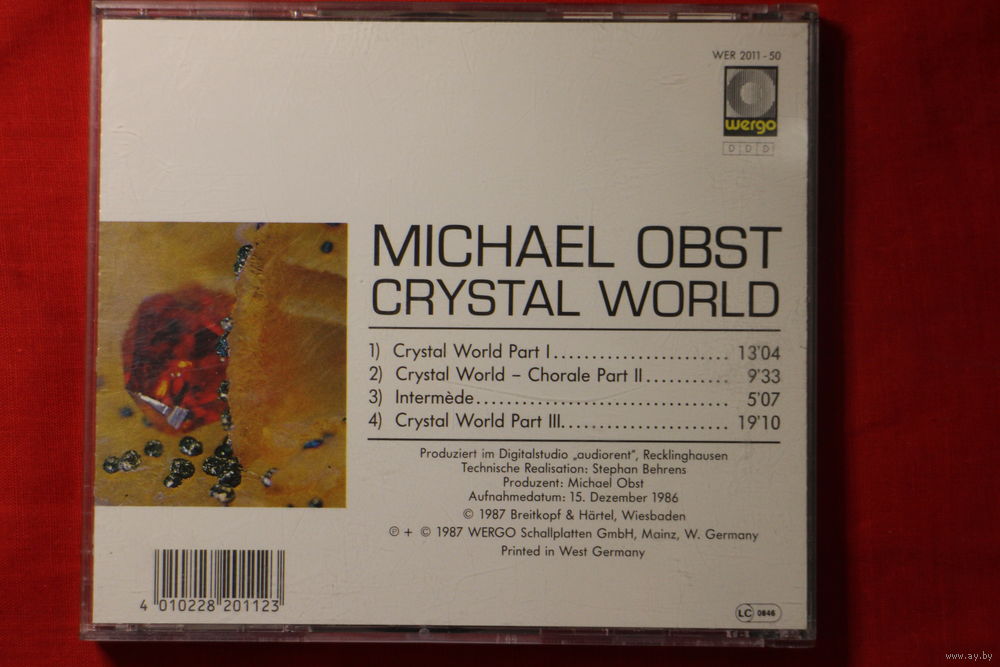 WER 2011-50
wergo
D D D
MICHAEL OBST
CRYSTAL WORLD
1) Crystal World Part I........................ 13'04
2) Crystal World – Chorale Part II........... 9'33
3) Intermède................................. 5'07
4) Crystal World Part III...................... 19'10
Produziert im Digitalstudio „audiorent“, Recklinghausen
Technische Realisation: Stephan Behrens
Produzent: Michael Obst
Aufnahmedatum: 15. Dezember 1986
© 1987 Breitkopf & Härtel, Wiesbaden
℗ + © 1987 WERGO Schallplatten GmbH, Mainz, W. Germany
Printed in West Germany
4 010228 201123
LC 0846
www.ay.by